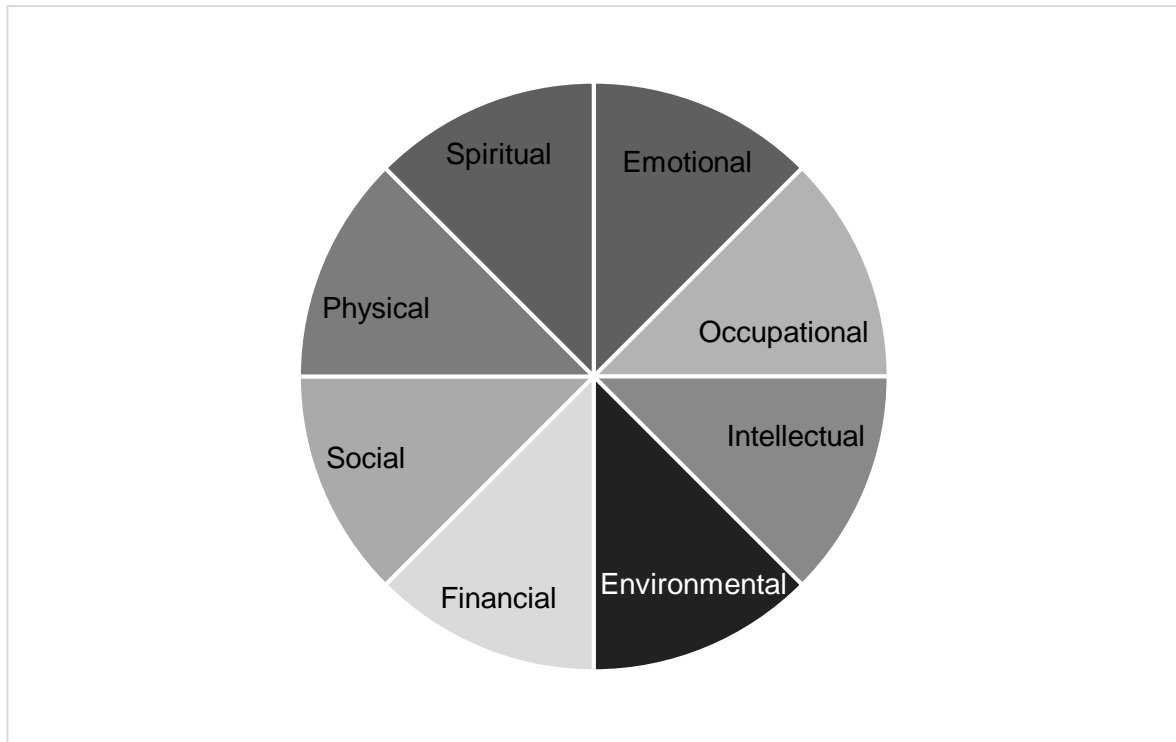 Spiritual
Emotional
Physical
Occupational
Social
Intellectual
Financial
Environmental